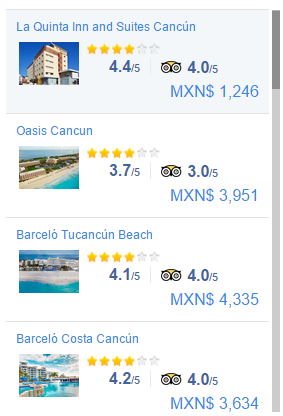 La Quinta Inn and Suites Cancún
4.4/5 4.0/5
MXN$ 1,246
Oasis Cancun
3.7/5 3.0/5
MXN$ 3,951
Barceló Tucancún Beach
4.1/5 4.0/5
MXN$ 4,335
Barceló Costa Cancún
4.2/5 4.0/5
MXN$ 3,634